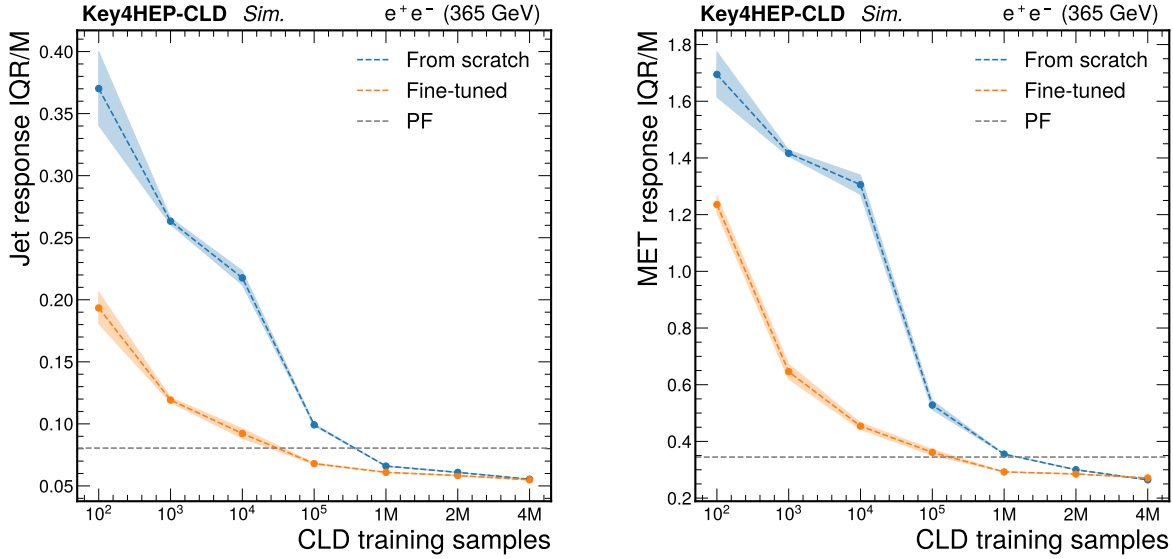 Key4HEP-CLD Sim. e⁺e⁻ (365 GeV)
Jet response IQR/M
From scratch
Fine-tuned
PF
0.40
0.35
0.30
0.25
0.20
0.15
0.10
0.05
10² 10³ 10⁴ 10⁵ 1M 2M 4M
CLD training samples
Key4HEP-CLD Sim. e⁺e⁻ (365 GeV)
MET response IQR/M
From scratch
Fine-tuned
PF
1.8
1.6
1.4
1.2
1.0
0.8
0.6
0.4
0.2
10² 10³ 10⁴ 10⁵ 1M 2M 4M
CLD training samples